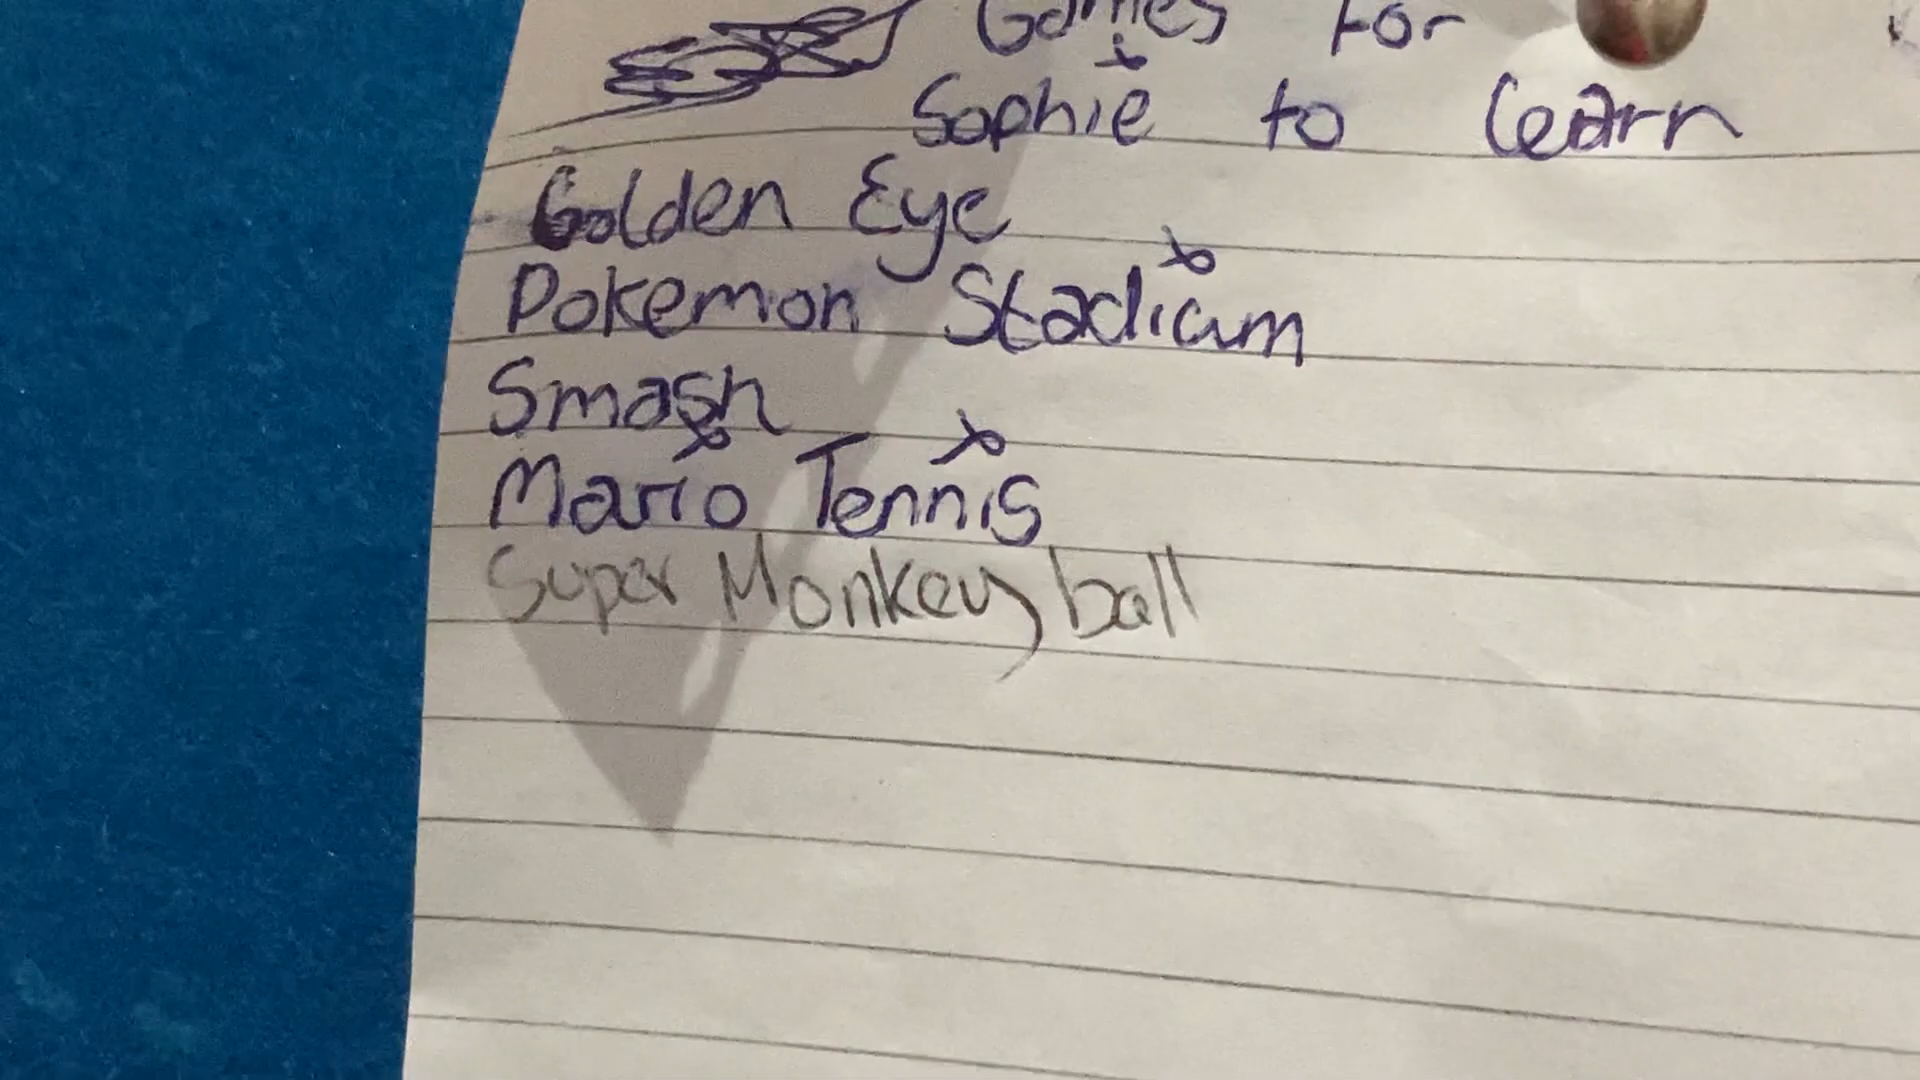 Games for
Sophie to learn
Golden Eye
Pokemon Stadium
Smash
Mario Tennis
Super Monkey ball